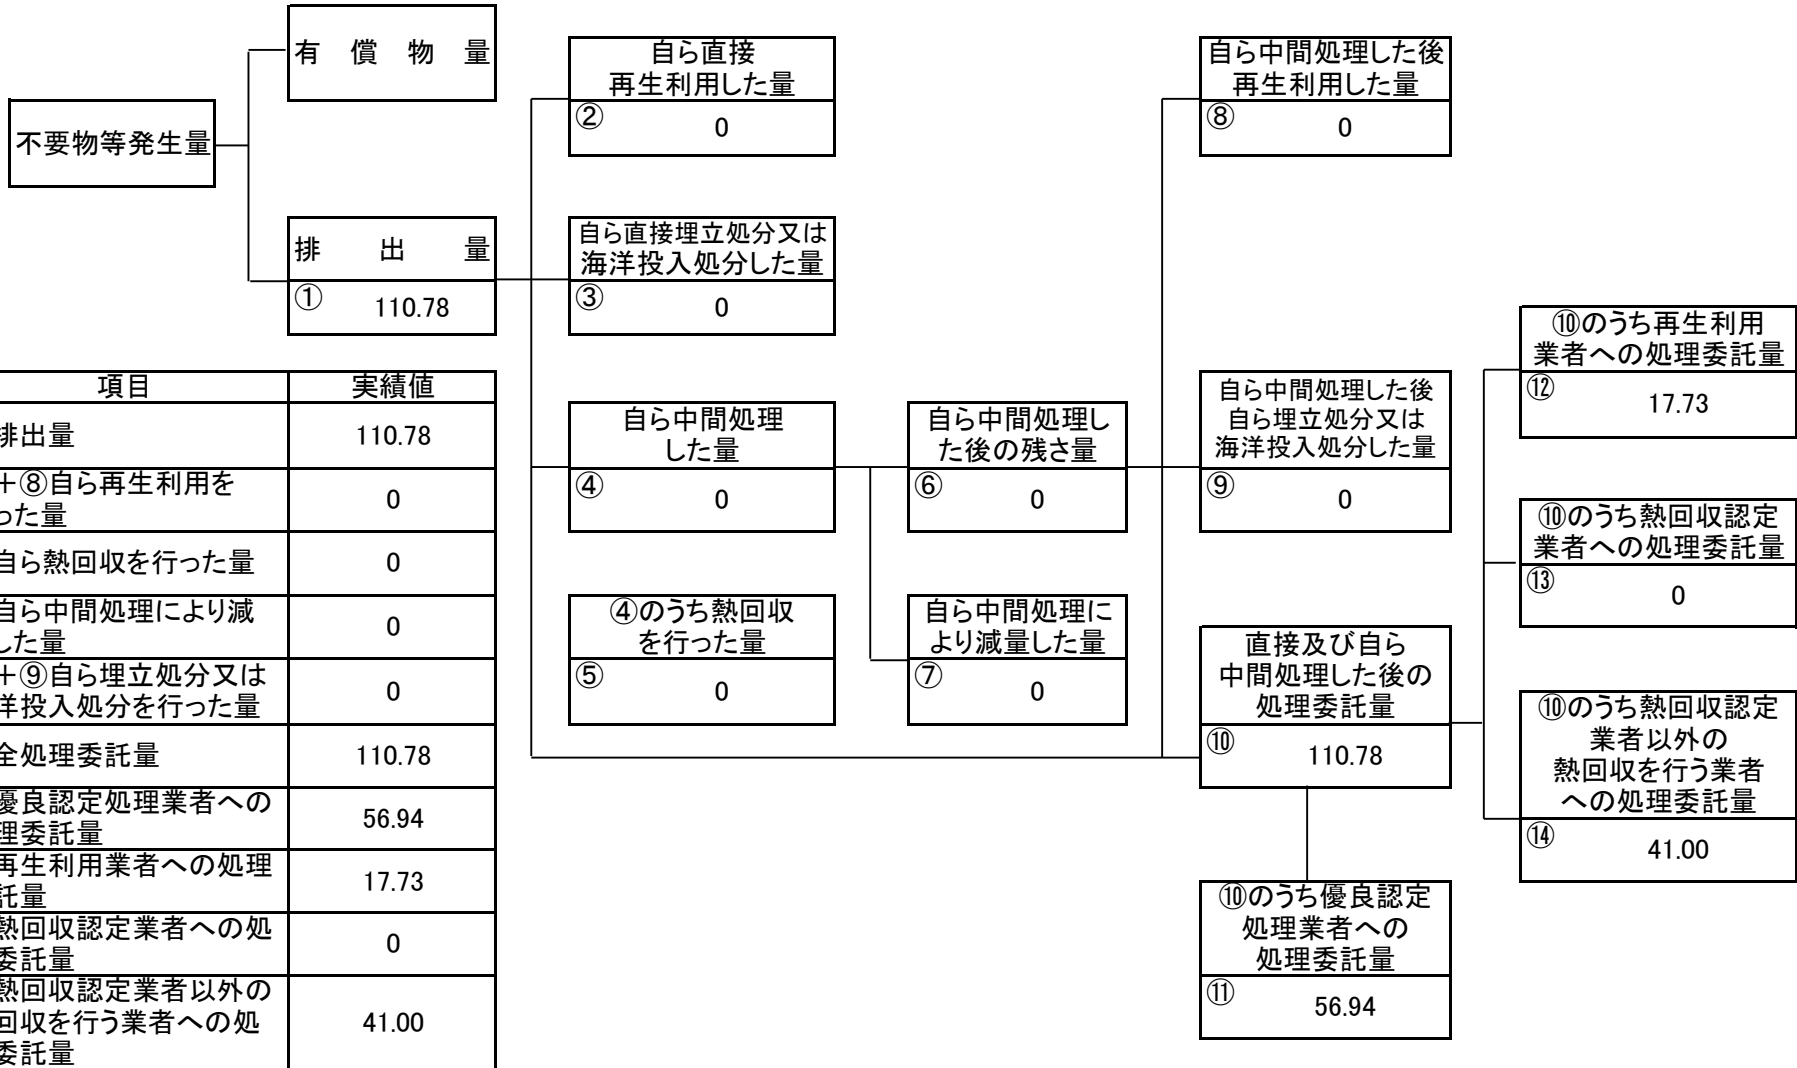 不要物等発生量
有償物量
排出量
① 110.78
自ら直接
再生利用した量
② 0
自ら直接埋立処分又は
海洋投入処分した量
③ 0
自ら中間処理
した量
④ 0
④のうち熱回収
を行った量
⑤ 0
自ら中間処理し
た後の残さ量
⑥ 0
自ら中間処理に
より減量した量
⑦ 0
自ら中間処理した後
再生利用した量
⑧ 0
自ら中間処理した後
自ら埋立処分又は
海洋投入処分した量
⑨ 0
直接及び自ら
中間処理した後の
処理委託量
⑩ 110.78
⑩のうち優良認定
処理業者への
処理委託量
⑪ 56.94
⑩のうち再生利用
業者への処理委託量
⑫ 17.73
⑩のうち熱回収認定
業者への処理委託量
⑬ 0
⑩のうち熱回収認定
業者以外の
熱回収を行う業者
への処理委託量
⑭ 41.00
項目 実績値
排出量 110.78
+⑧自ら再生利用を
った量 0
自ら熱回収を行った量 0
自ら中間処理により減
した量 0
+⑨自ら埋立処分又は
洋投入処分を行った量 0
全処理委託量 110.78
優良認定処理業者への
理委託量 56.94
再生利用業者への処理
託量 17.73
熱回収認定業者への処
委託量 0
熱回収認定業者以外の
回収を行う業者への処
委託量 41.00